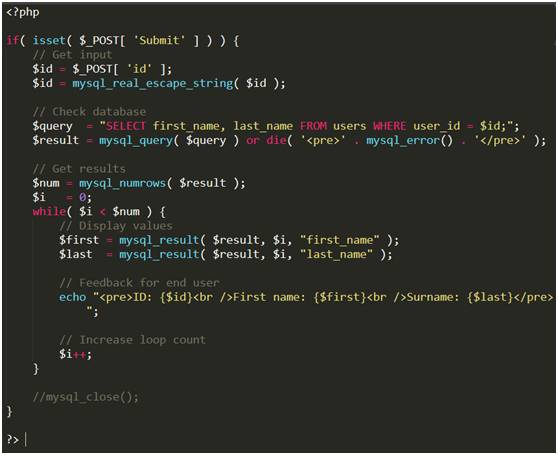 <?php
if( isset( $_POST[ 'Submit' ] ) ) {
// Get input
$id = $_POST[ 'id' ];
$id = mysql_real_escape_string( $id );
// Check database
$query  = "SELECT first_name, last_name FROM users WHERE user_id = $id;";
$result = mysql_query( $query ) or die( '<pre>' . mysql_error() . '</pre>' );
// Get results
$num = mysql_numrows( $result );
$i   = 0;
while( $i < $num ) {
// Display values
$first = mysql_result( $result, $i, "first_name" );
$last  = mysql_result( $result, $i, "last_name" );
// Feedback for end user
echo "<pre>ID: {$id}<br />First name: {$first}<br />Surname: {$last}</pre>
";
// Increase loop count
$i++;
}
//mysql_close();
}
?>